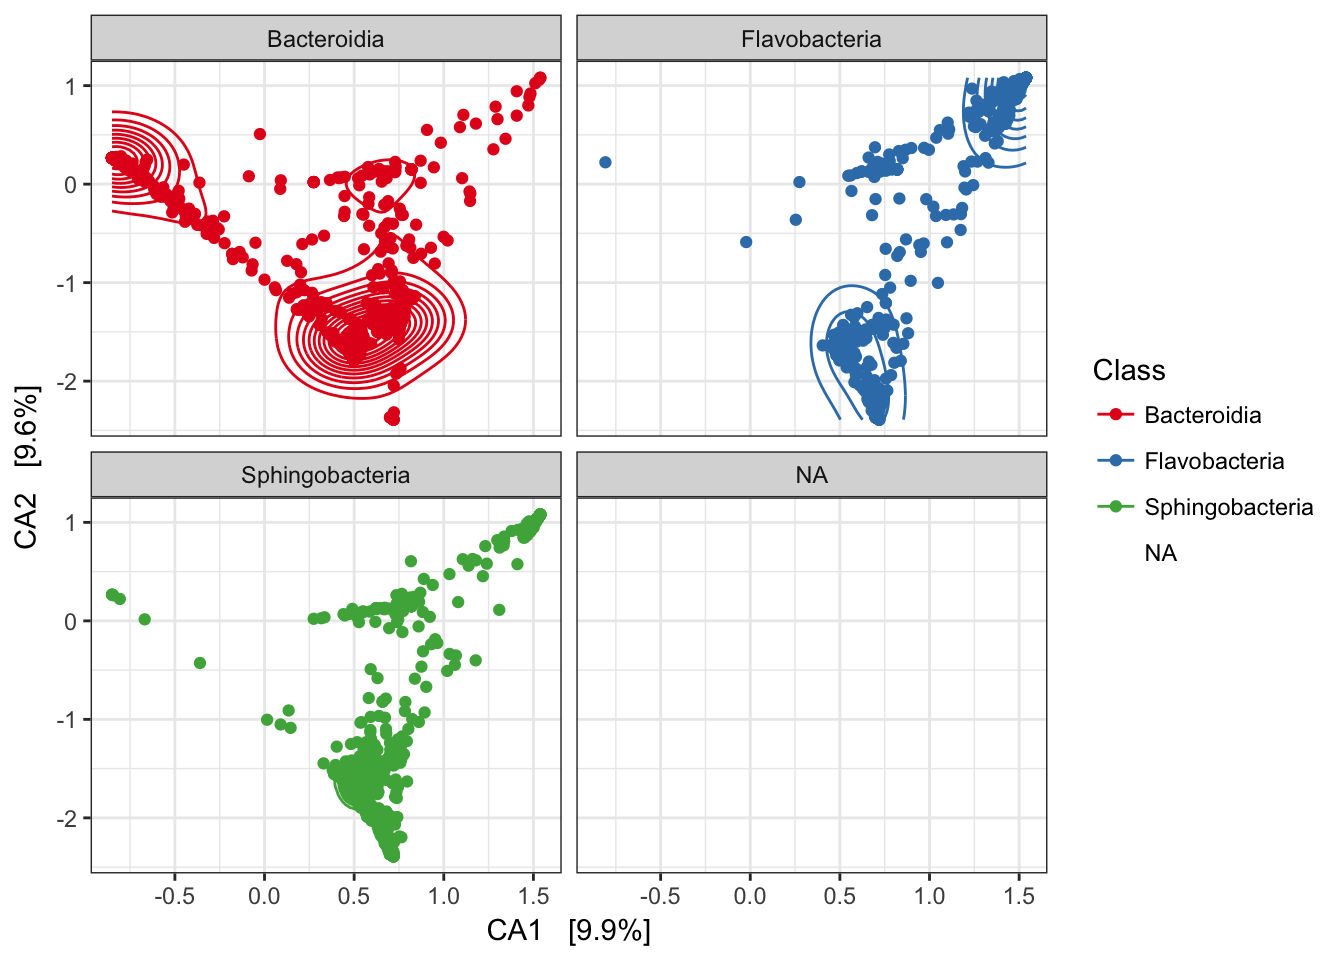 Bacteroidia
Flavobacteria
1
0
-1
-2
Sphingobacteria
NA
1
0
-1
-2
-0.5 0.0 0.5 1.0 1.5
-0.5 0.0 0.5 1.0 1.5
CA1 [9.9%]
CA2 [9.6%]
Class
Bacteroidia
Flavobacteria
Sphingobacteria
NA